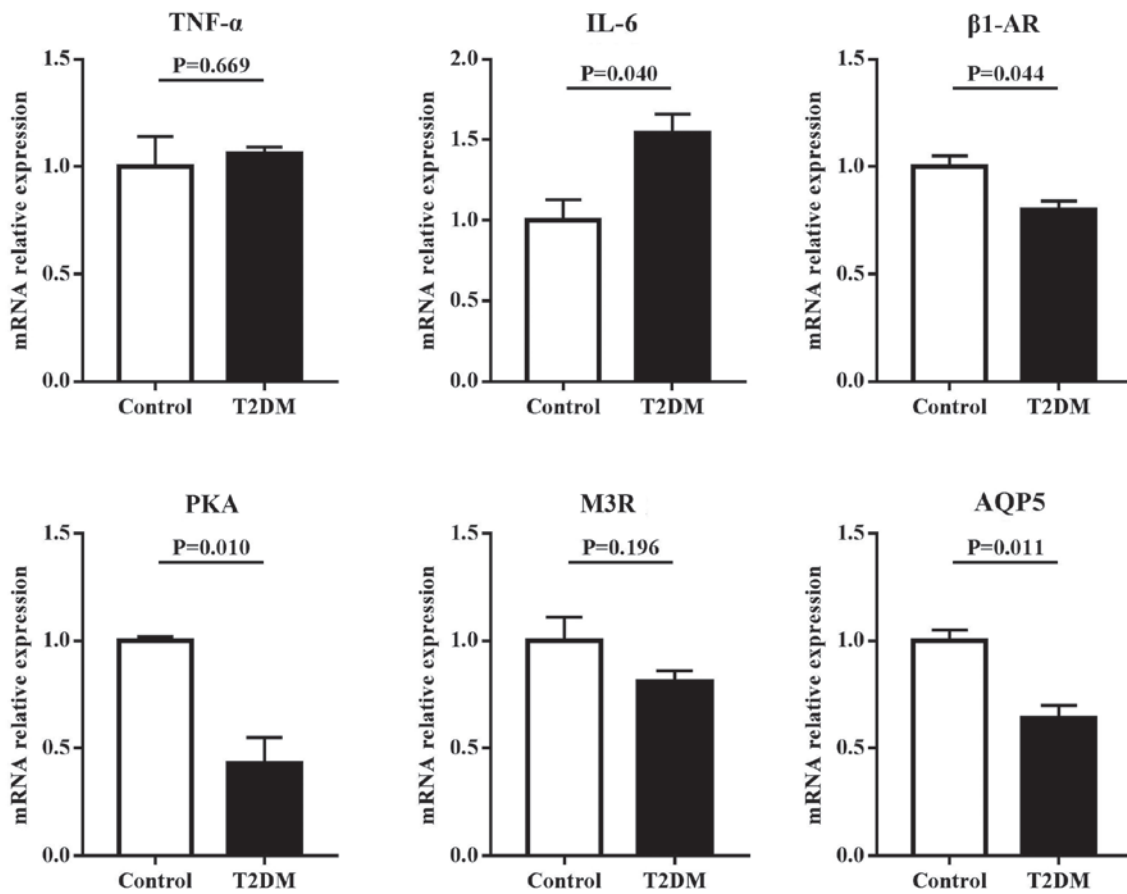 TNF-α
P=0.669
mRNA relative expression
1.5
1.0
0.5
0.0
Control T2DM
IL-6
P=0.040
mRNA relative expression
2.0
1.5
1.0
0.5
0.0
Control T2DM
β1-AR
P=0.044
mRNA relative expression
1.5
1.0
0.5
0.0
Control T2DM
PKA
P=0.010
mRNA relative expression
1.5
1.0
0.5
0.0
Control T2DM
M3R
P=0.196
mRNA relative expression
1.5
1.0
0.5
0.0
Control T2DM
AQP5
P=0.011
mRNA relative expression
1.5
1.0
0.5
0.0
Control T2DM